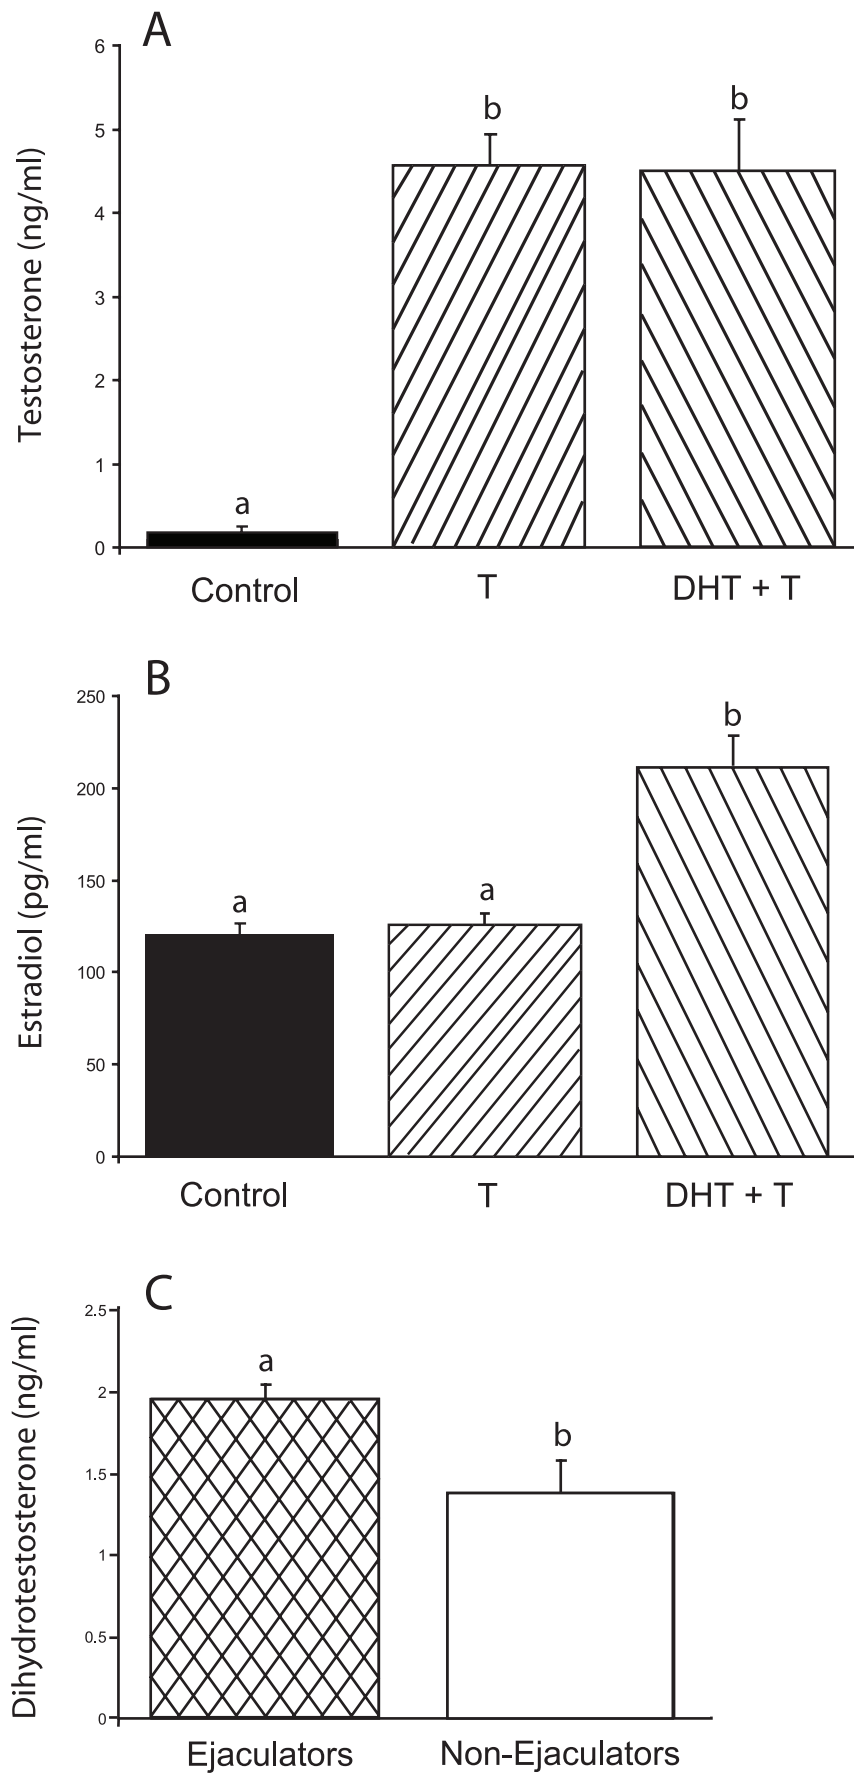 A
6
5
4
3
2
1
0
Testosterone (ng/ml)
a
b
b
Control
T
DHT + T
B
250
200
150
100
50
0
Estradiol (pg/ml)
a
a
b
Control
T
DHT + T
C
2.5
2
1.5
1
0.5
0
Dihydrotestosterone (ng/ml)
a
b
Ejaculators
Non-Ejaculators